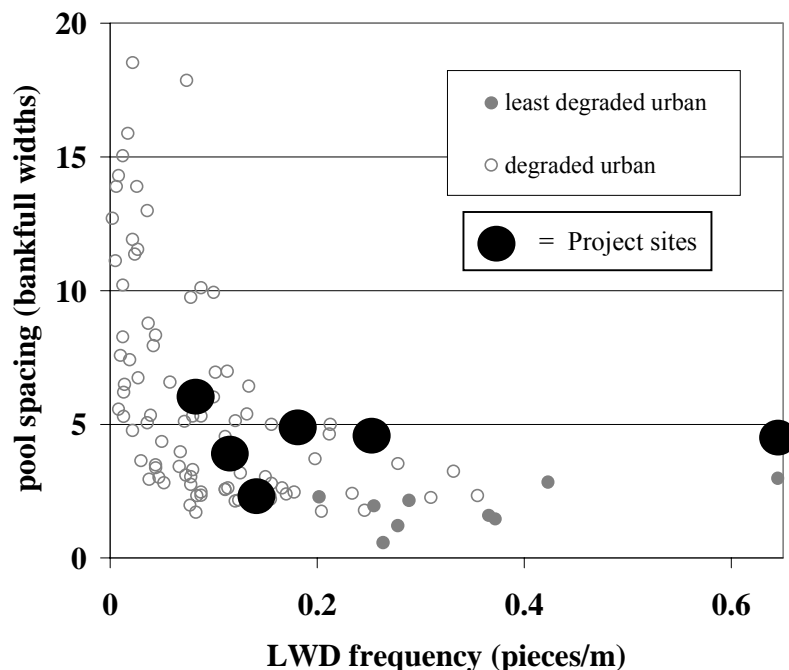 20
15
10
5
0
pool spacing (bankfull widths)
least degraded urban
degraded urban
= Project sites
0 0.2 0.4 0.6
LWD frequency (pieces/m)